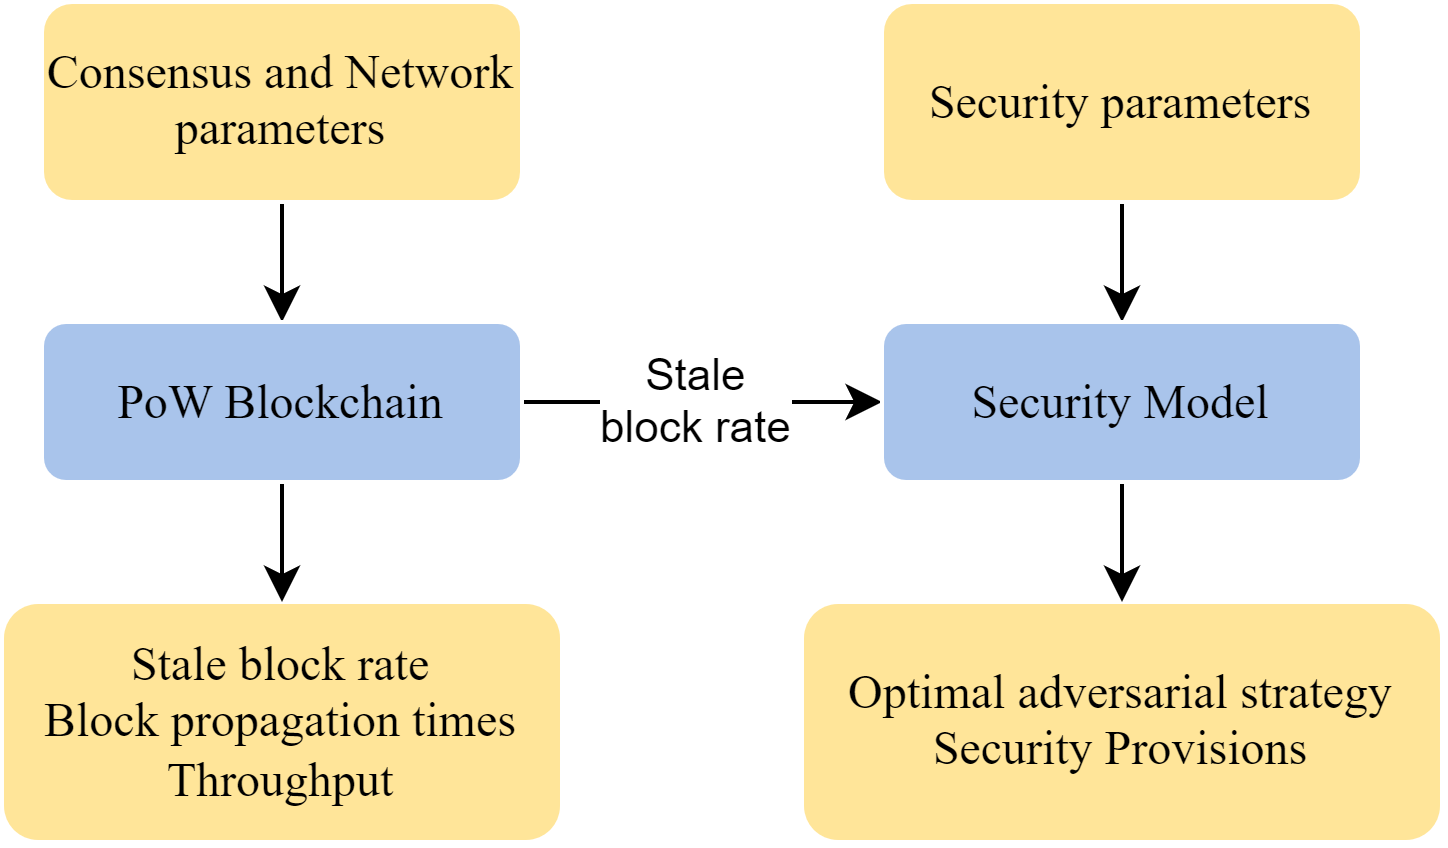 Consensus and Network
parameters
Security parameters
PoW Blockchain
Stale
block rate
Security Model
Stale block rate
Block propagation times
Throughput
Optimal adversarial strategy
Security Provisions